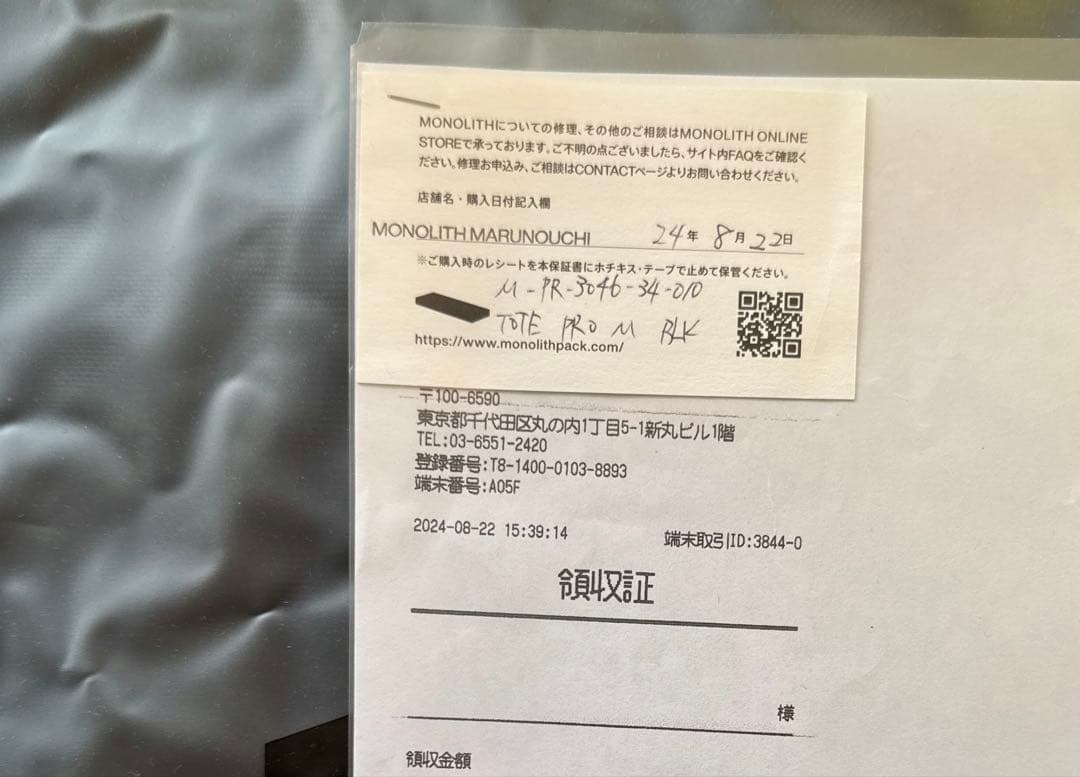 MONOLITHについての修理、その他のご相談はMONOLITH ONLINE
STOREで承っております。ご不明の点ございましたら、サイト内FAQをご確認く
ださい。修理お申込み、ご相談はCONTACTページよりお問い合わせください。
店舗名・購入日付記入欄
MONOLITH MARUNOUCHI 24年 8月 22日
※ご購入時のレシートを本保証書にホチキス・テープで止めて保管ください。
M-PR-3046-34-010
TOTE PRO M BLK
https://www.monolithpack.com/
〒100-6590
東京都千代田区丸の内1丁目5-1新丸ビル1階
TEL:03-6551-2420
登録番号:T8-1400-0103-8893
端末番号:A05F
2024-08-22 15:39:14 端末取引ID:3844-0
領収証
様
領収金額